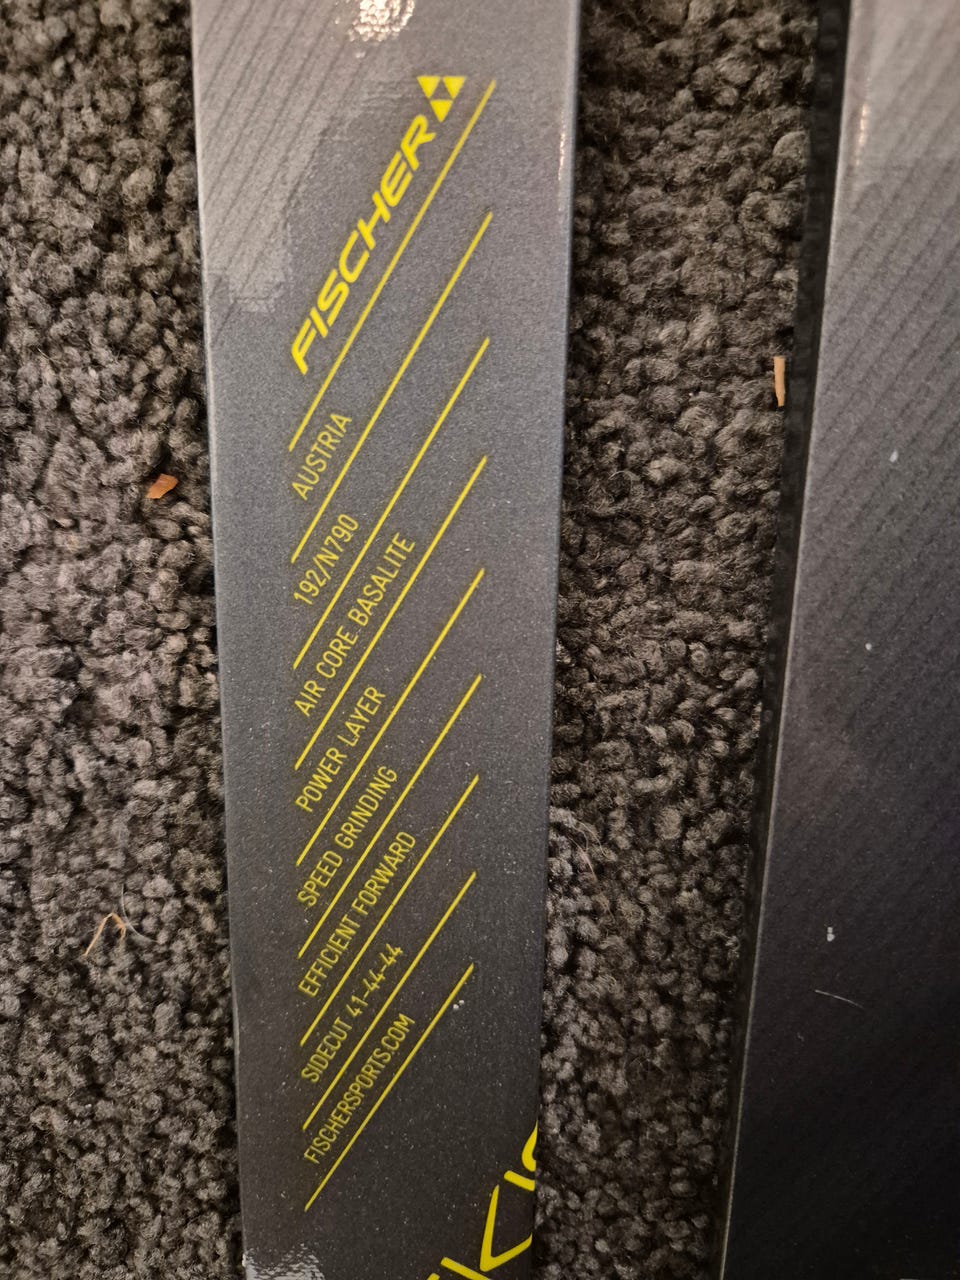 FISCHER
AUSTRIA
192/N790
AIR CORE BASALITE
POWER LAYER
SPEED GRINDING
EFFICIENT FORWARD
SIDECUT 41-44-44
FISCHERSPORTS.COM